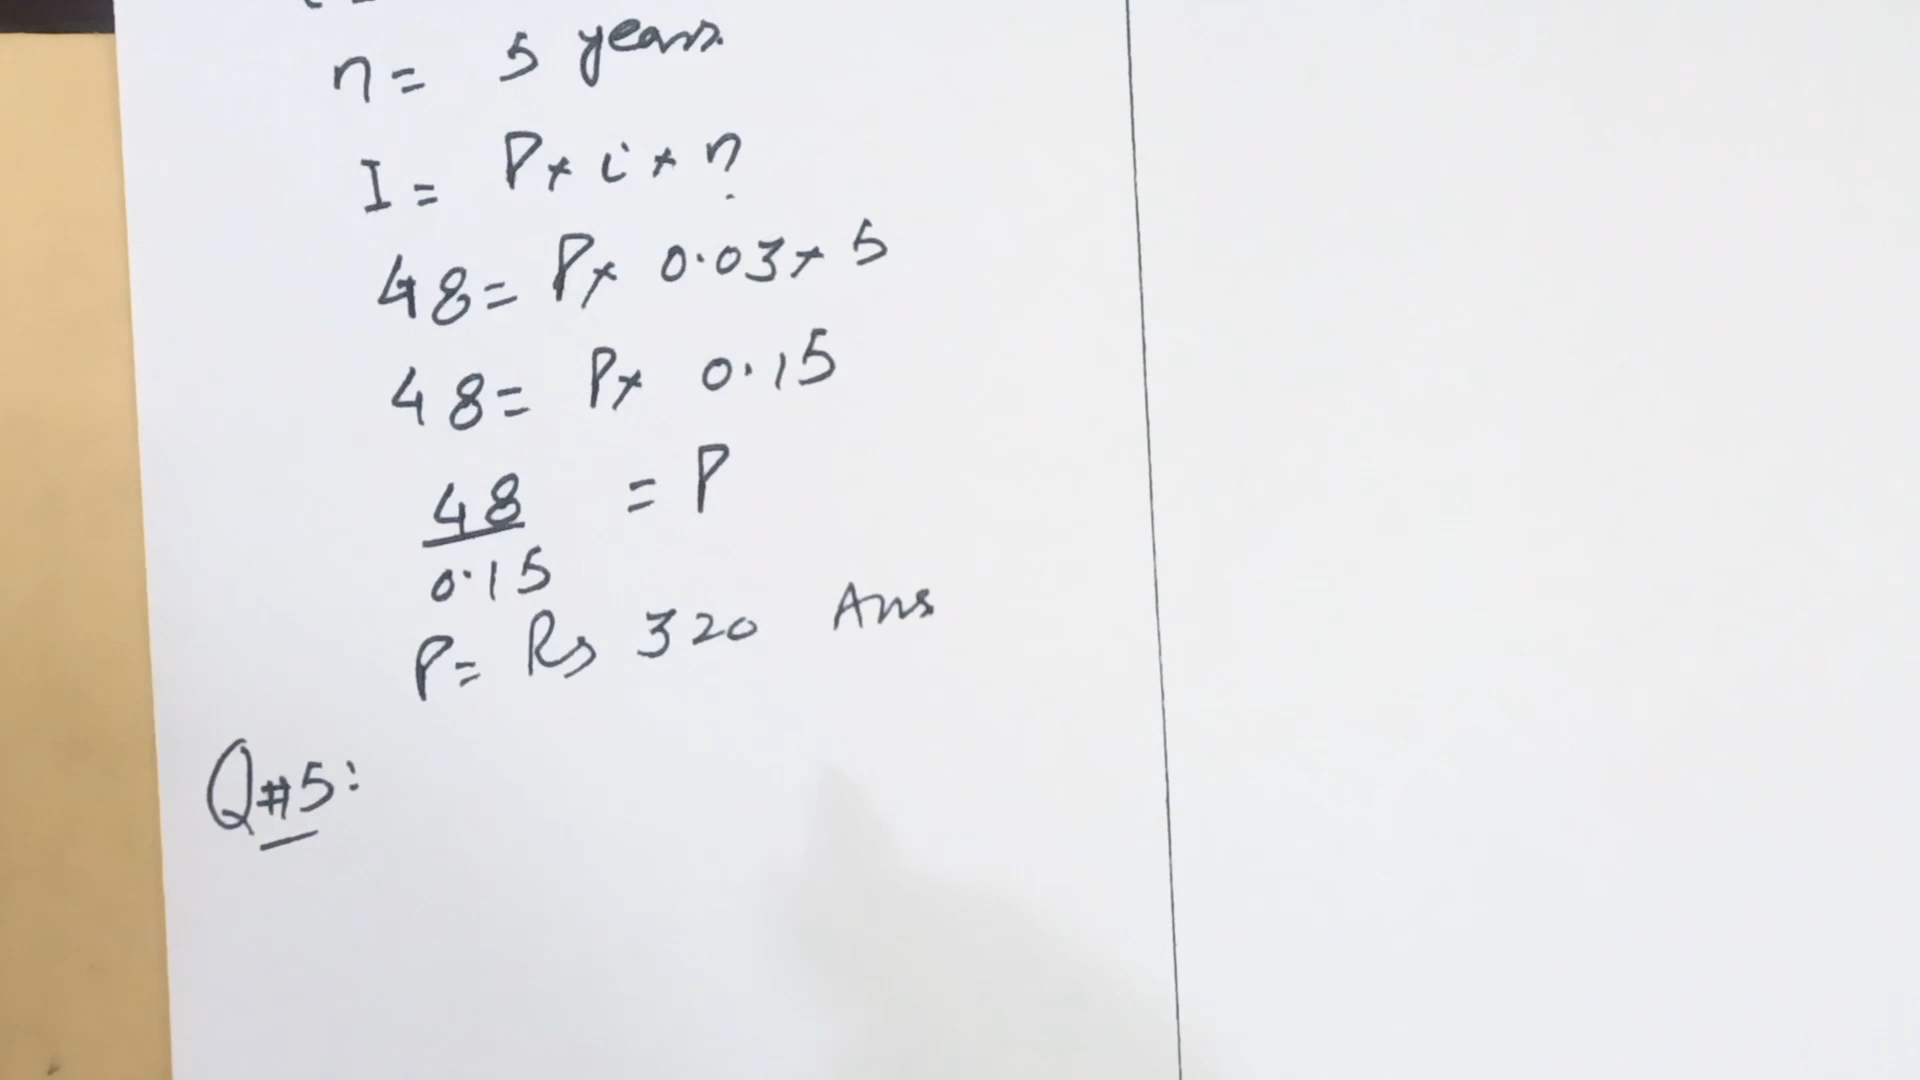 n = 5 years.
I = P × i × n
48 = P × 0.03 × 5
48 = P × 0.15
48 = P
0.15
P = Rs 320 Ans
Q#5: